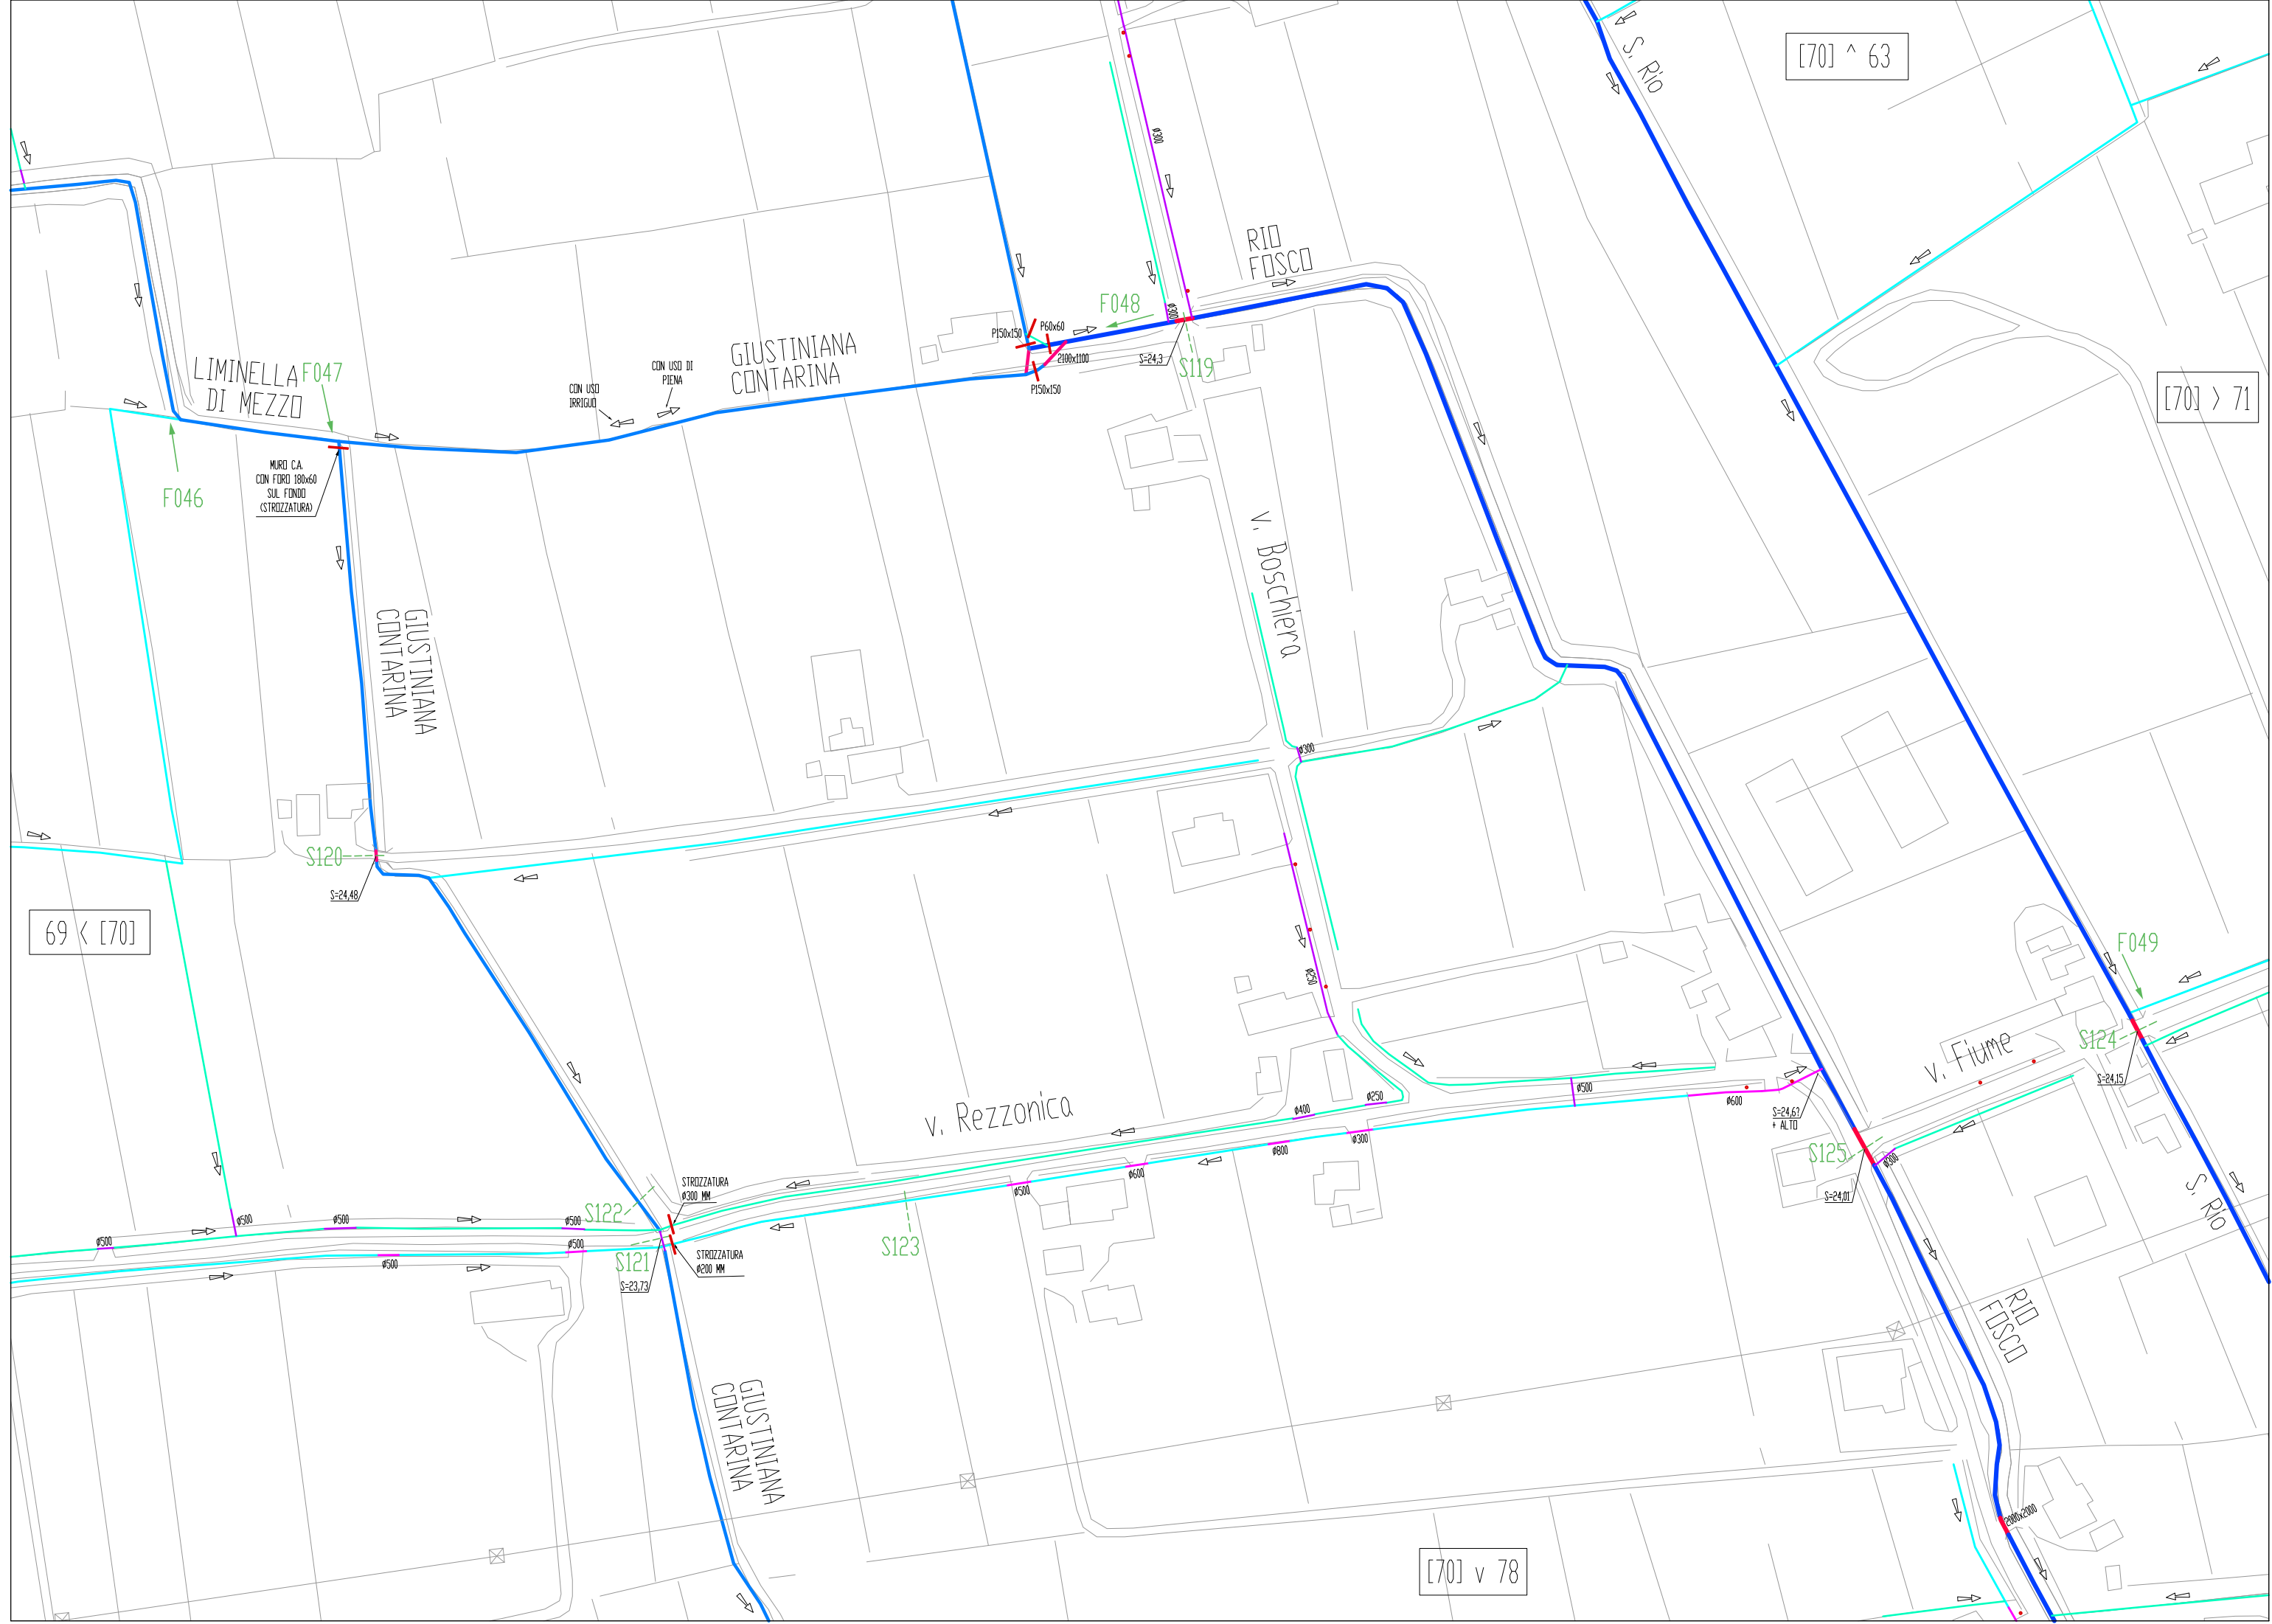 [70] ^ 63
S. Rio
ø300
RIO
FOSCO
F048
P150x150
P60x60
ø300
2100x1100
S=24,3
S119
P150x150
GIUSTINIANA
CONTARINA
CON USO DI
PIENA
CON USO
IRRIGUO
LIMINELLA
DI MEZZO
F047
[70] > 71
F046
MURO C.A.
CON FORO 180x60
SUL FONDO
(STROZZATURA)
v. Boschiera
GIUSTINIANA
CONTARINA
ø300
S120
S=24,48
69 < [70]
ø250
F049
S124
S=24,15
v. Fiume
v. Rezzonica
ø400
ø250
ø500
ø600
S=24,6?
+ ALTO
S125
ø300
S=24,01
ø300
ø800
ø600
ø500
S. Rio
STROZZATURA
ø300 MM
S122
S123
ø500
ø500
ø500
ø500
ø500
ø500
S121
STROZZATURA
ø200 MM
S=23,73
RIO
FOSCO
GIUSTINIANA
CONTARINA
2000x2000
[70] v 78